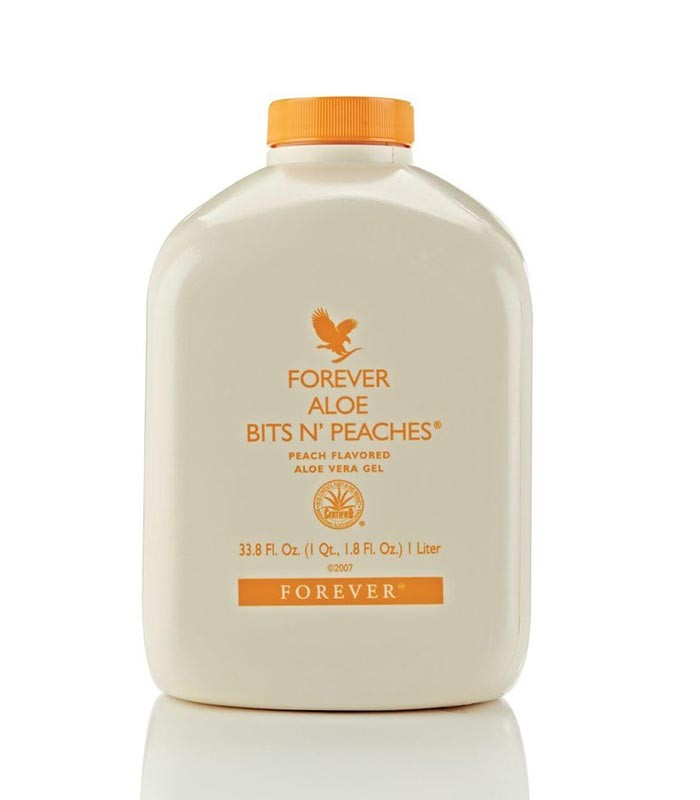 FOREVER
ALOE
BITS N' PEACHES®
PEACH FLAVORED
ALOE VERA GEL
CERTIFIED
®
33.8 Fl. Oz. (1 Qt., 1.8 Fl. Oz.) 1 Liter
©2007
FOREVER®